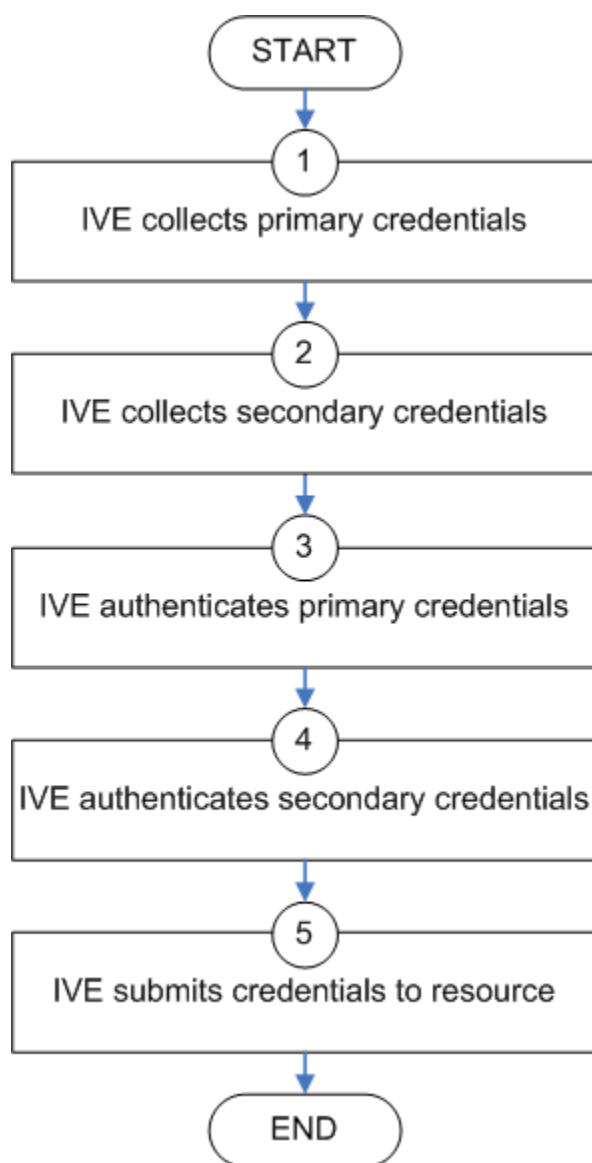 START
1
IVE collects primary credentials
2
IVE collects secondary credentials
3
IVE authenticates primary credentials
4
IVE authenticates secondary credentials
5
IVE submits credentials to resource
END